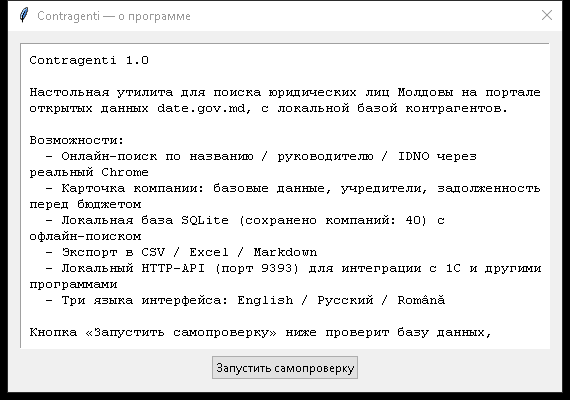 Contragenti — о программе
Contragenti 1.0
Настольная утилита для поиска юридических лиц Молдовы на портале
открытых данных date.gov.md, с локальной базой контрагентов.
Возможности:
- Онлайн-поиск по названию / руководителю / IDNO через
реальный Chrome
- Карточка компании: базовые данные, учредители, задолженность
перед бюджетом
- Локальная база SQLite (сохранено компаний: 40) с
офлайн-поиском
- Экспорт в CSV / Excel / Markdown
- Локальный HTTP-API (порт 9393) для интеграции с 1С и другими
программами
- Три языка интерфейса: English / Русский / Română
Кнопка «Запустить самопроверку» ниже проверит базу данных,
Запустить самопроверку